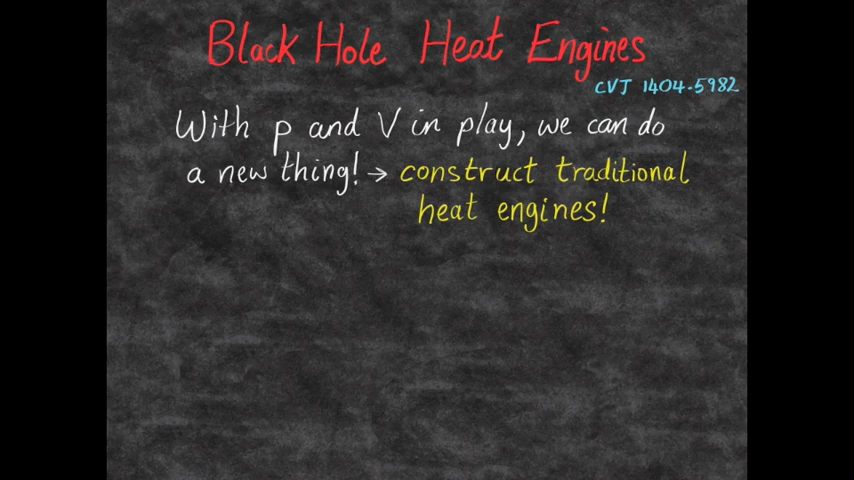 Black Hole Heat Engines
CVJ 1404.5982
With p and V in play, we can do
a new thing! → construct traditional
heat engines!